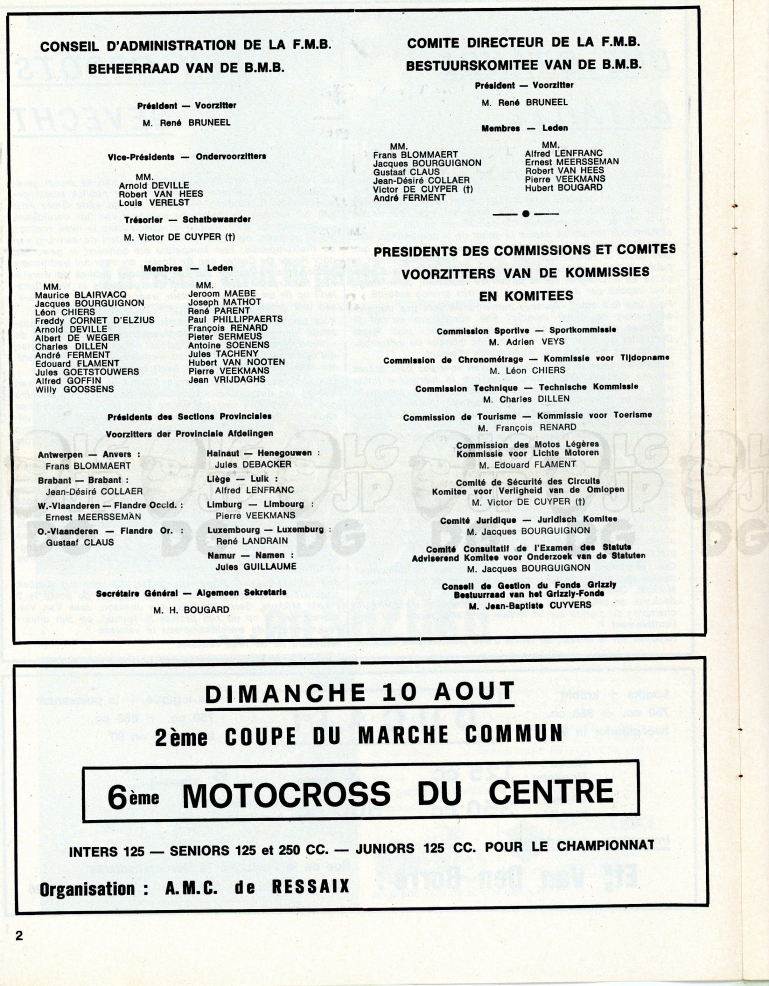 CONSEIL D'ADMINISTRATION DE LA F.M.B.
BEHEERRAAD VAN DE B.M.B.
Président — Voorzitter
M. René BRUNEEL
Vice-Présidents — Ondervoorzitters
MM.
Arnold DEVILLE
Robert VAN HEES
Louis VERELST
Trésorier — Schatbewaarder
M. Victor DE CUYPER (†)
Membres — Leden
MM.
Maurice BLAIRVACQ
Jacques BOURGUIGNON
Léon CHIERS
Freddy CORNET D'ELZIUS
Arnold DEVILLE
Albert DE WEGER
Charles DILLEN
André FERMENT
Edouard FLAMENT
Jules GOETSTOUWERS
Alfred GOFFIN
Willy GOOSSENS
MM.
Jeroom MAEBE
Joseph MATHOT
René PARENT
Paul PHILLIPPAERTS
François RENARD
Pieter SERMEUS
Antoine SOENENS
Jules TACHENY
Hubert VAN NOOTEN
Pierre VEEKMANS
Jean VRIJDAGHS
Présidents des Sections Provinciales
Voorzitters der Provinciale Afdelingen
Antwerpen — Anvers :
Frans BLOMMAERT
Brabant — Brabant :
Jean-Désiré COLLAER
W.-Vlaanderen — Flandre Occid. :
Ernest MEERSSEMAN
O.-Vlaanderen — Flandre Or. :
Gustaaf CLAUS
Hainaut — Henegouwen :
Jules DEBACKER
Liège — Luik :
Alfred LENFRANC
Limburg — Limbourg :
Pierre VEEKMANS
Luxembourg — Luxemburg :
René LANDRAIN
Namur — Namen :
Jules GUILLAUME
Secrétaire Général — Algemeen Sekretaris
M. H. BOUGARD
COMITE DIRECTEUR DE LA F.M.B.
BESTUURSKOMITEE VAN DE B.M.B.
Président — Voorzitter
M. René BRUNEEL
Membres — Leden
MM.
Frans BLOMMAERT
Jacques BOURGUIGNON
Gustaaf CLAUS
Jean-Désiré COLLAER
Victor DE CUYPER (†)
André FERMENT
MM.
Alfred LENFRANC
Ernest MEERSSEMAN
Robert VAN HEES
Pierre VEEKMANS
Hubert BOUGARD
PRESIDENTS DES COMMISSIONS ET COMITES
VOORZITTERS VAN DE KOMMISSIES
EN KOMITEES
Commission Sportive — Sportkommissie
M. Adrien VEYS
Commission de Chronométrage — Kommissie voor Tijdopname
M. Léon CHIERS
Commission Technique — Technische Kommissie
M. Charles DILLEN
Commission de Tourisme — Kommissie voor Toerisme
M. François RENARD
Commission des Motos Légères
Kommissie voor Lichte Motoren
M. Edouard FLAMENT
Comité de Sécurité des Circuits
Komitee voor Verligheid van de Omlopen
M. Victor DE CUYPER (†)
Comité Juridique — Juridisch Komitee
M. Jacques BOURGUIGNON
Comité Consultatif de l'Examen des Statuts
Adviserend Komitee voor Onderzoek van de Statuten
M. Jacques BOURGUIGNON
Conseil de Gestion du Fonds Grizzly
Bestuurraad van het Grizzly-Fonds
M. Jean-Baptiste CUYVERS
DIMANCHE 10 AOUT
2ème COUPE DU MARCHE COMMUN
6ème MOTOCROSS DU CENTRE
INTERS 125 — SENIORS 125 et 250 CC. — JUNIORS 125 CC. POUR LE CHAMPIONNAT
Organisation : A.M.C. de RESSAIX
2